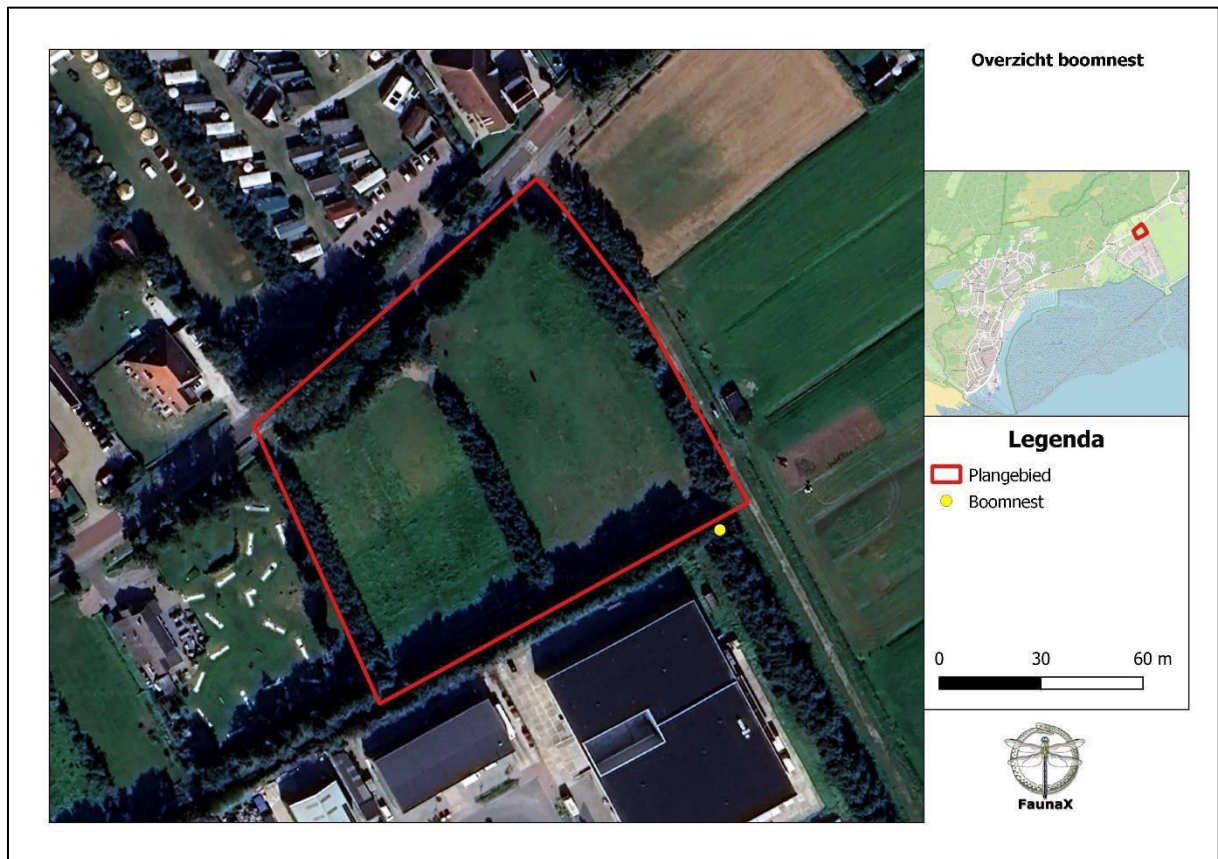 Overzicht boomnest
Legenda
Plangebied
Boomnest
0 30 60 m
FaunaX